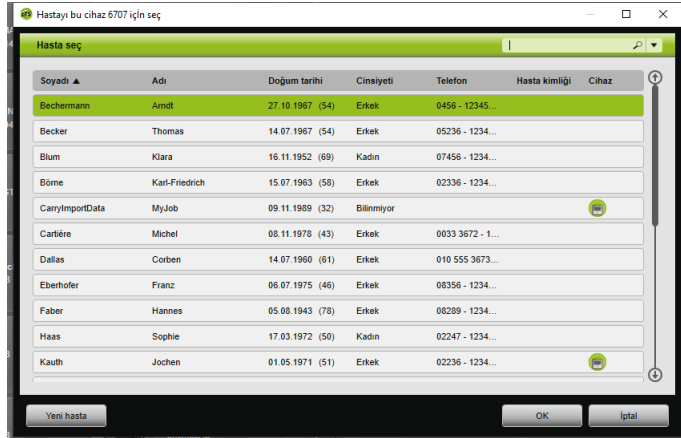 Hastayı bu cihaz 6707 için seç
Hasta seç
Soyadı ▲ Adı Doğum tarihi Cinsiyeti Telefon Hasta kimliği Cihaz
Bechermann Arndt 27.10.1967 (54) Erkek 0456 - 12345...
Becker Thomas 14.07.1967 (54) Erkek 05236 - 1234...
Blum Klara 16.11.1952 (69) Kadın 07456 - 1234...
Börne Karl-Friedrich 15.07.1963 (58) Erkek 02336 - 1234...
CarryImportData MyJob 09.11.1989 (32) Bilinmiyor
Cartiére Michel 08.11.1978 (43) Erkek 0033 3672 - 1...
Dallas Corben 14.07.1960 (61) Erkek 010 555 3673...
Eberhofer Franz 06.07.1975 (46) Erkek 08356 - 1234...
Faber Hannes 05.08.1943 (78) Erkek 08289 - 1234...
Haas Sophie 17.03.1972 (50) Kadın 02247 - 1234...
Kauth Jochen 01.05.1971 (51) Erkek 02236 - 1234...
Yeni hasta OK İptal